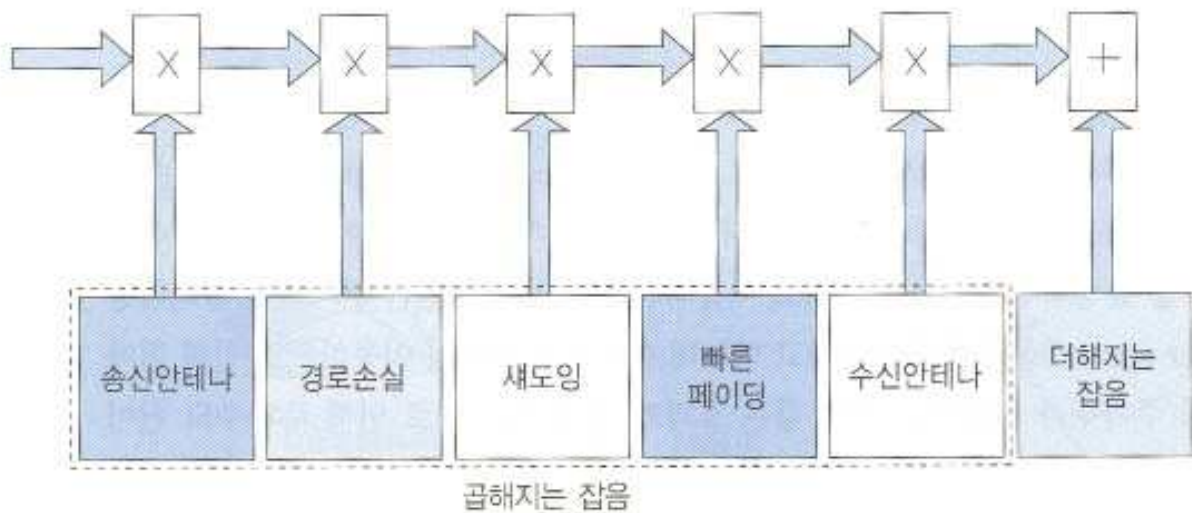 × × × × × +
송신안테나 경로손실 섀도잉 빠른 페이딩 수신안테나 더해지는 잡음
곱해지는 잡음